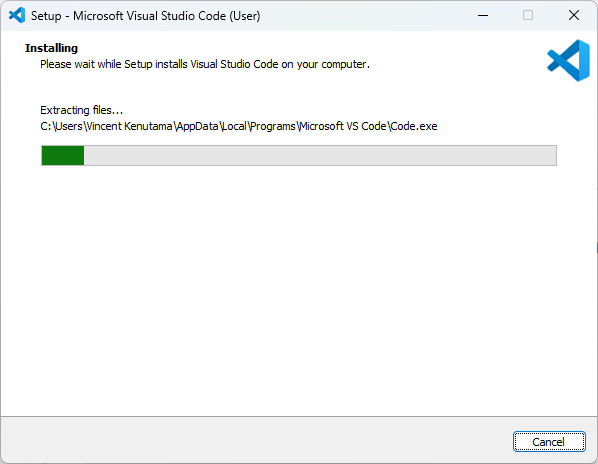 Setup - Microsoft Visual Studio Code (User)
Installing
Please wait while Setup installs Visual Studio Code on your computer.
Extracting files...
C:\Users\Vincent Kenutama\AppData\Local\Programs\Microsoft VS Code\Code.exe
Cancel